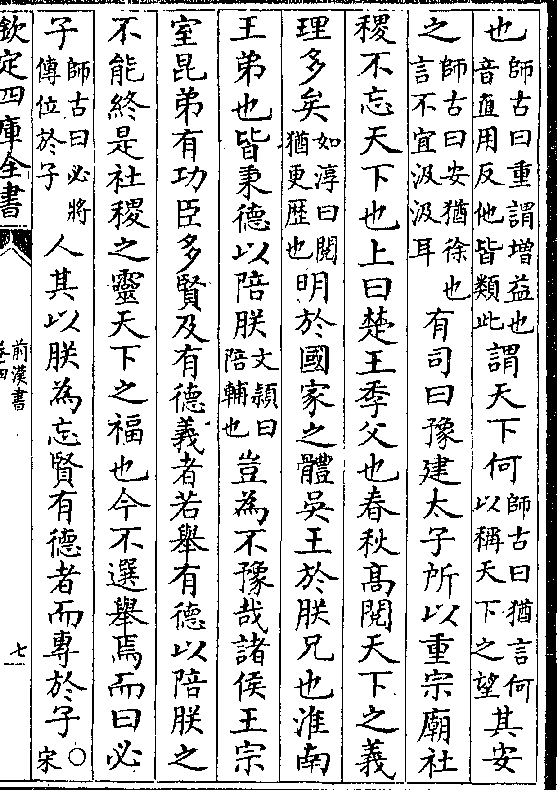 也師古曰重謂增益也音直用反他皆類此謂天下何師古曰猶言何以稱天下之望其安
之師古曰安猶徐也言不宜汲汲耳有司曰豫建太子所以重宗廟社
稷不忘天下也上曰楚王季父也春秋髙閱天下之義
理多矣如淳曰閱猶更歴也明於國家之體吳王於朕兄也淮南
王弟也皆秉德以陪朕文頴曰陪輔也豈為不豫哉諸侯王宗
室昆弟有功臣多賢及有德義者若舉有德以陪朕之
不能終是社稷之靈天下之福也今不選舉焉而曰必
子師古曰必將傳位於子人其以朕為忘賢有德者而專於子○宋
欽定四庫全書
前漢書
卷四
七